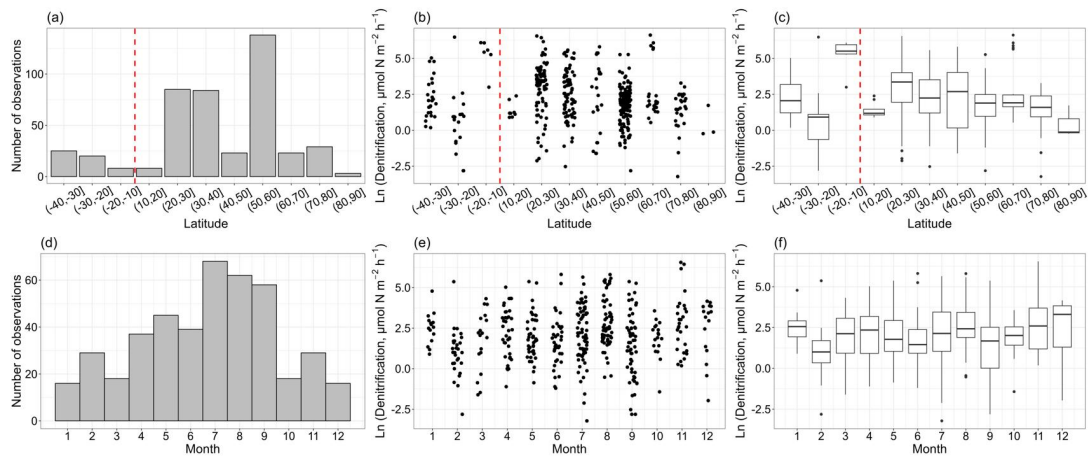 (a)
Number of observations
100
50
0
(-40,-30]
(-30,-20]
(-20,-10]
(10,20]
(20,30]
(30,40]
(40,50]
(50,60]
(60,70]
(70,80]
(80,90]
Latitude
(b)
Ln (Denitrification, μmol N m⁻² h⁻¹)
5.0
2.5
0.0
-2.5
(-40,-30]
(-30,-20]
(-20,-10]
(10,20]
(20,30]
(30,40]
(40,50]
(50,60]
(60,70]
(70,80]
(80,90]
Latitude
(c)
Ln (Denitrification, μmol N m⁻² h⁻¹)
5.0
2.5
0.0
-2.5
(-40,-30]
(-30,-20]
(-20,-10]
(10,20]
(20,30]
(30,40]
(40,50]
(50,60]
(60,70]
(70,80]
(80,90]
Latitude
(d)
Number of observations
60
40
20
0
1 2 3 4 5 6 7 8 9 10 11 12
Month
(e)
Ln (Denitrification, μmol N m⁻² h⁻¹)
5.0
2.5
0.0
-2.5
1 2 3 4 5 6 7 8 9 10 11 12
Month
(f)
Ln (Denitrification, μmol N m⁻² h⁻¹)
5.0
2.5
0.0
-2.5
1 2 3 4 5 6 7 8 9 10 11 12
Month